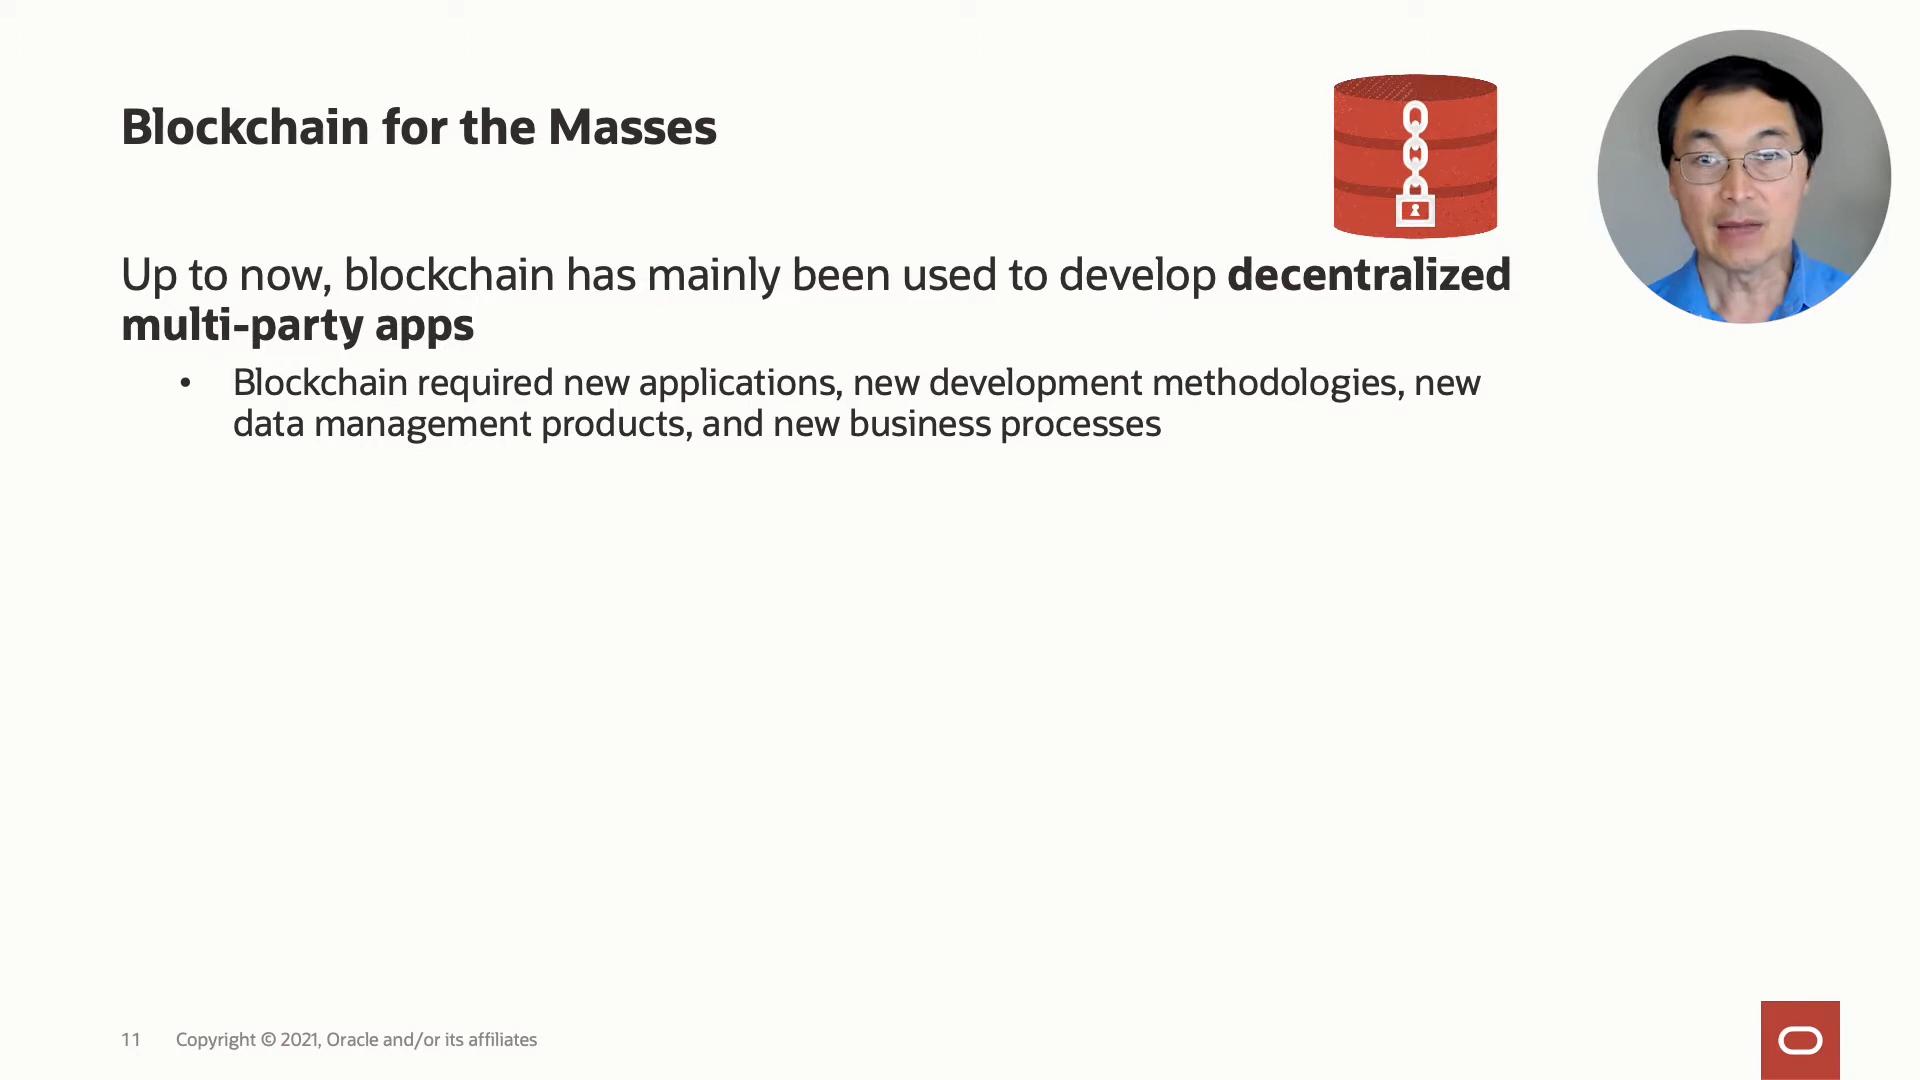 Blockchain for the Masses
Up to now, blockchain has mainly been used to develop decentralized
multi-party apps
• Blockchain required new applications, new development methodologies, new
data management products, and new business processes
11 Copyright © 2021, Oracle and/or its affiliates